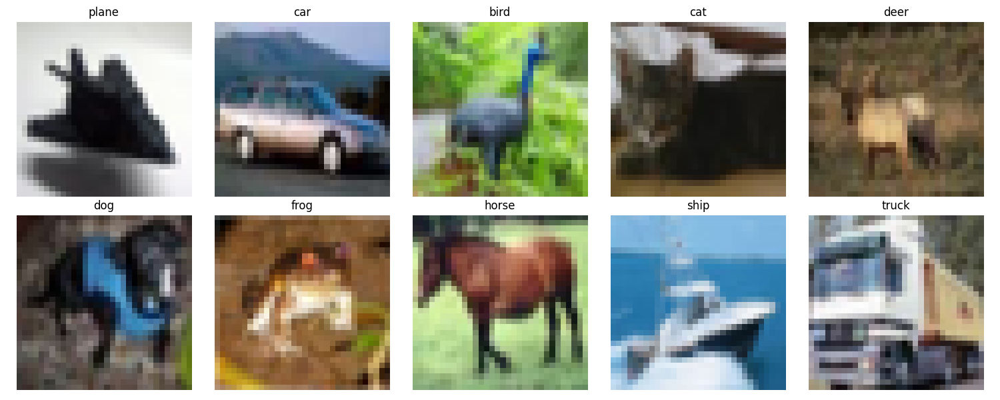 plane car bird cat deer
dog frog horse ship truck